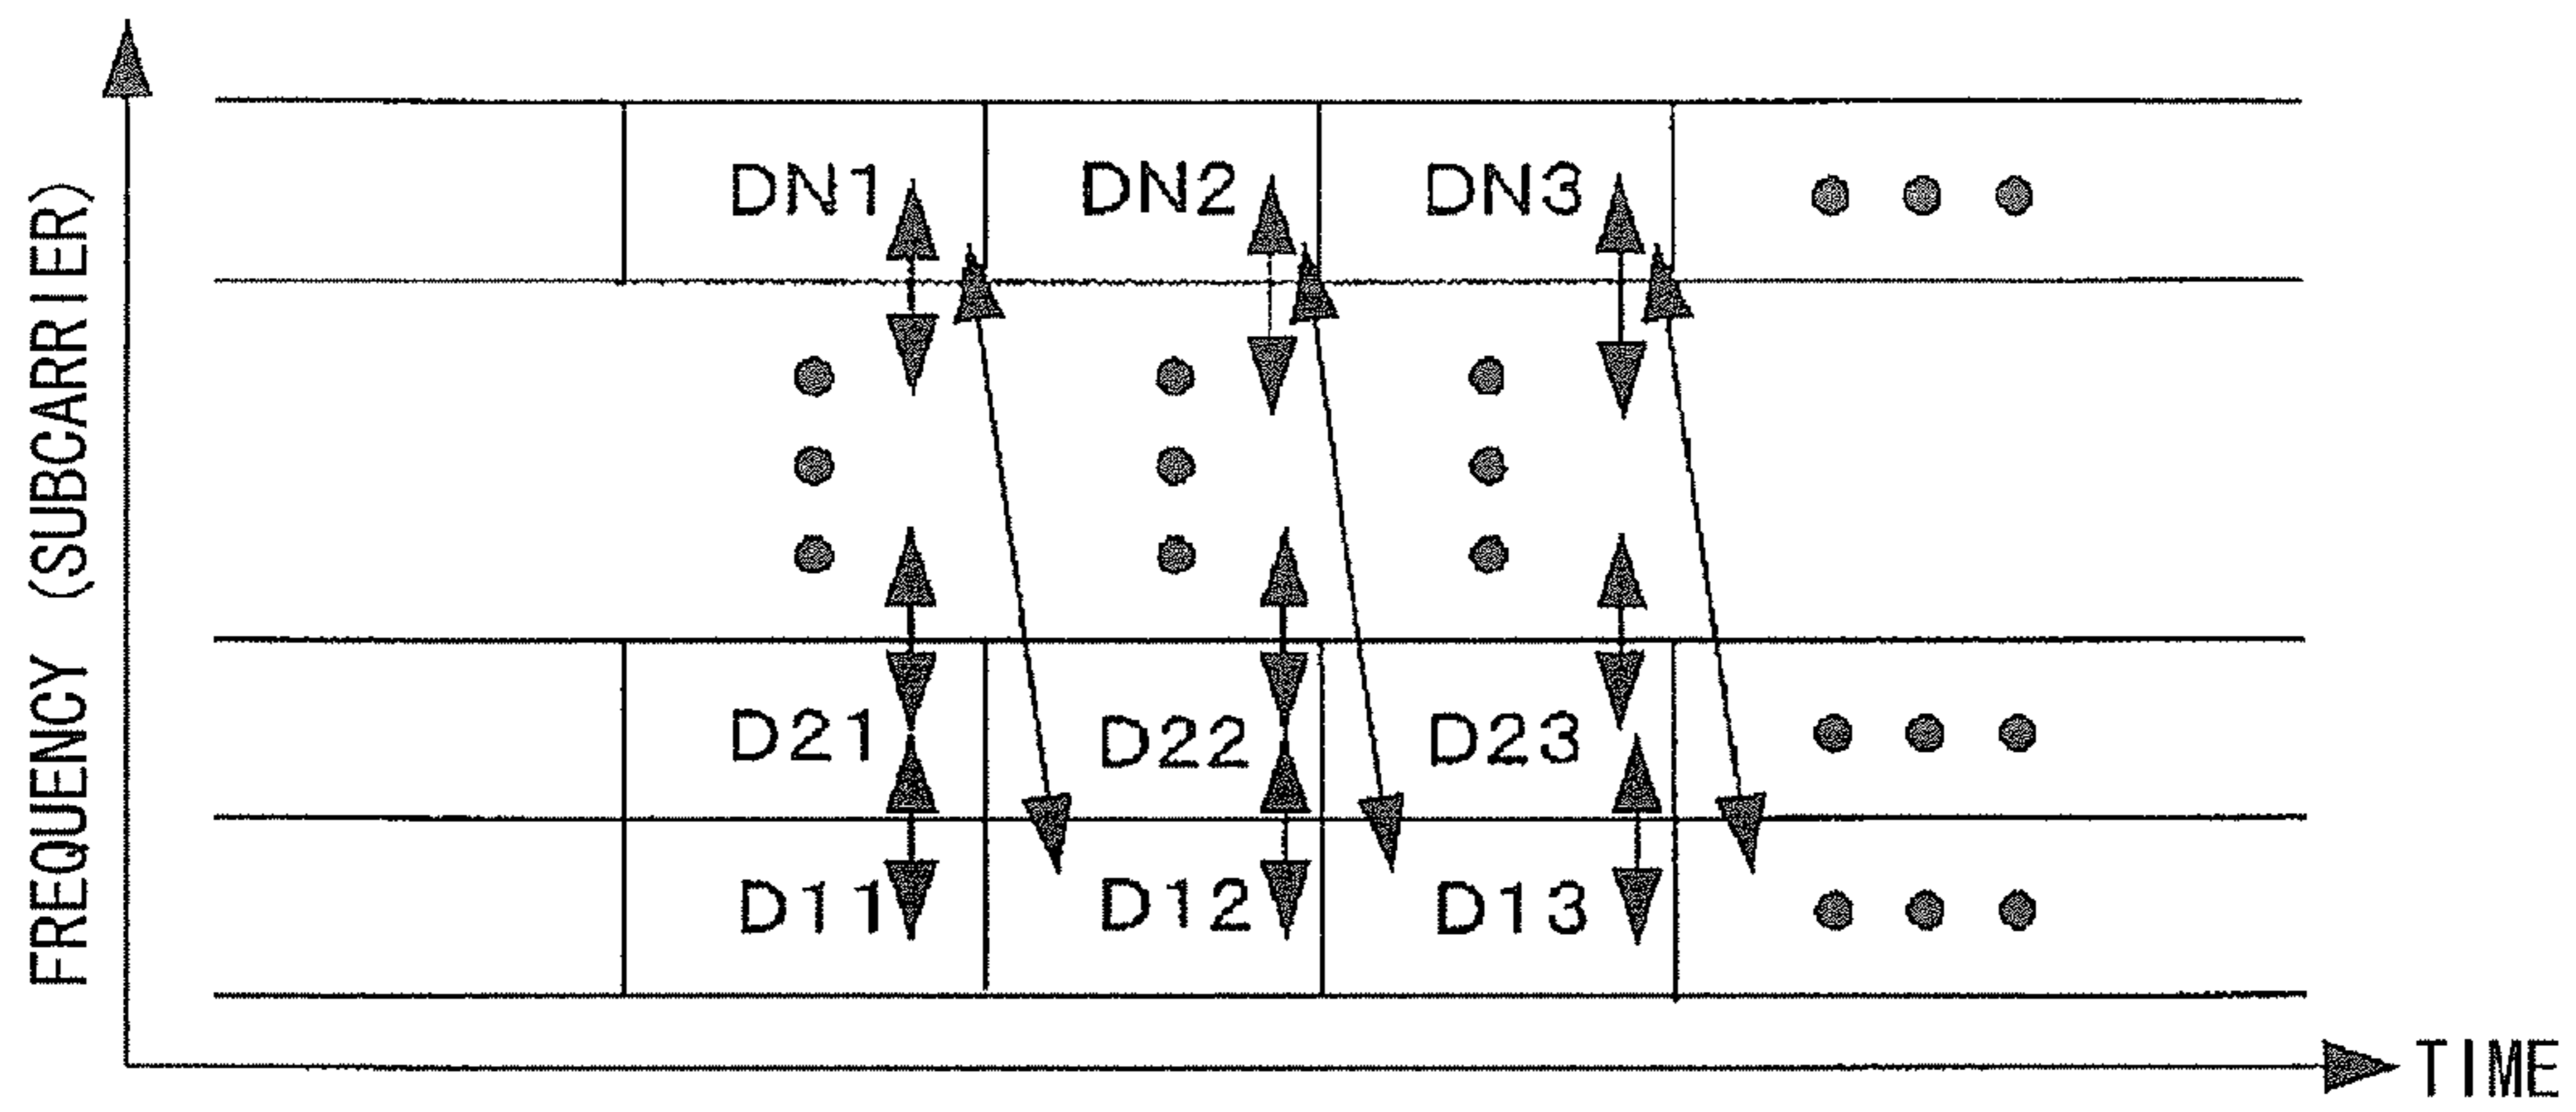 FREQUENCY (SUBCARRIER)
DN1 DN2 DN3
D21 D22 D23
D11 D12 D13
TIME